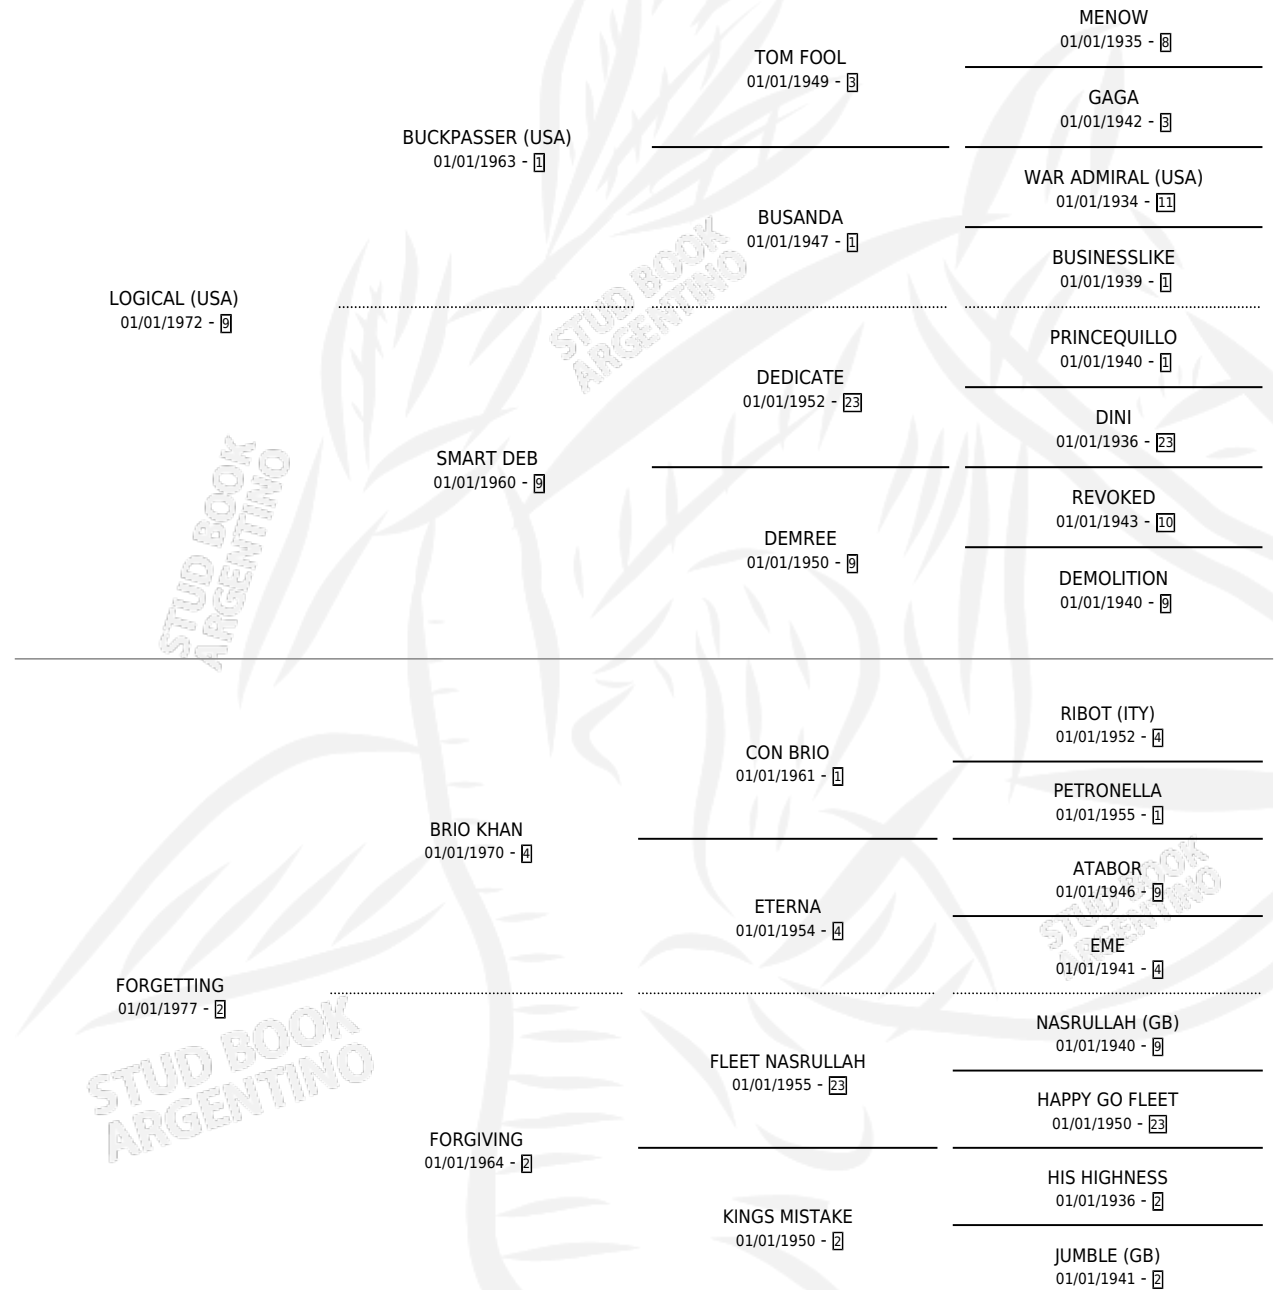 MENOW
01/01/1935 - 8
TOM FOOL
01/01/1949 - 3
GAGA
01/01/1942 - 3
BUCKPASSER (USA)
01/01/1963 - 1
WAR ADMIRAL (USA)
01/01/1934 - 11
BUSANDA
01/01/1947 - 1
BUSINESSLIKE
01/01/1939 - 1
LOGICAL (USA)
01/01/1972 - 9
PRINCEQUILLO
01/01/1940 - 1
DEDICATE
01/01/1952 - 23
DINI
01/01/1936 - 23
SMART DEB
01/01/1960 - 9
REVOKED
01/01/1943 - 10
DEMREE
01/01/1950 - 9
DEMOLITION
01/01/1940 - 9
RIBOT (ITY)
01/01/1952 - 4
CON BRIO
01/01/1961 - 1
PETRONELLA
01/01/1955 - 1
BRIO KHAN
01/01/1970 - 4
ATABOR
01/01/1946 - 9
ETERNA
01/01/1954 - 4
EME
01/01/1941 - 4
FORGETTING
01/01/1977 - 2
NASRULLAH (GB)
01/01/1940 - 9
FLEET NASRULLAH
01/01/1955 - 23
HAPPY GO FLEET
01/01/1950 - 23
FORGIVING
01/01/1964 - 2
HIS HIGHNESS
01/01/1936 - 2
KINGS MISTAKE
01/01/1950 - 2
JUMBLE (GB)
01/01/1941 - 2
STUD BOOK
ARGENTINO
STUD BOOK
ARGENTINO
STUD BOOK
ARGENTINO
STUD BOOK
ARGENTINO